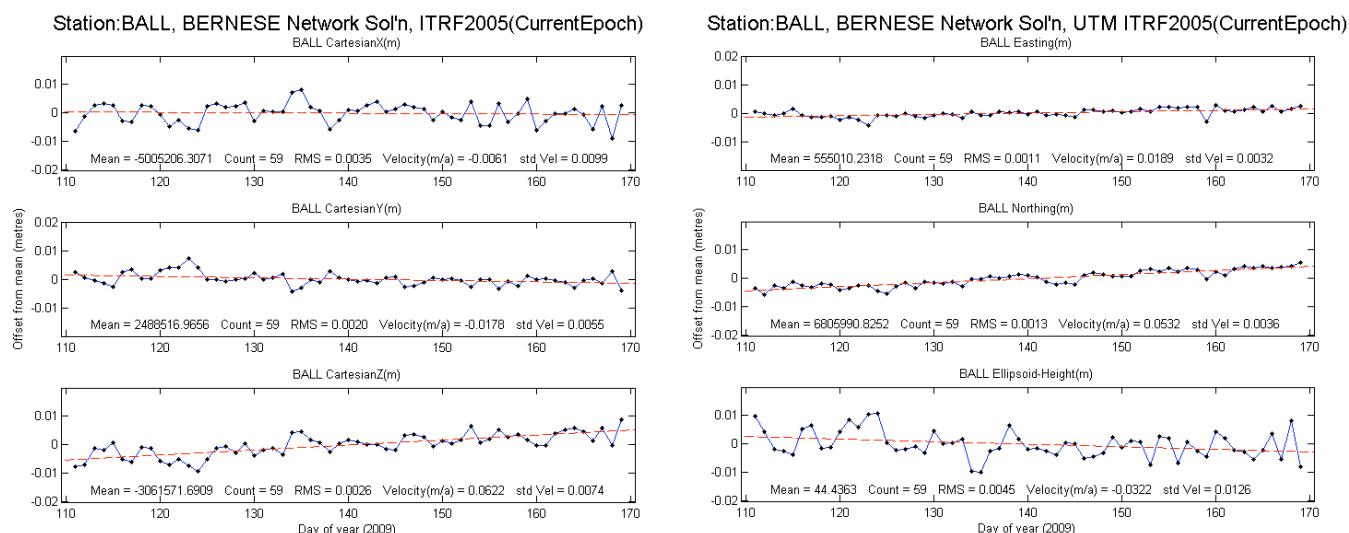 Station:BALL, BERNESE Network Sol'n, ITRF2005(CurrentEpoch)
BALL CartesianX(m)
0.01
0
-0.01
-0.02
Mean = -5005206.3071 Count = 59 RMS = 0.0035 Velocity(m/a) = -0.0061 std Vel = 0.0099
110 120 130 140 150 160 170
BALL CartesianY(m)
0.02
0.01
0
-0.01
Mean = 2488516.9656 Count = 59 RMS = 0.0020 Velocity(m/a) = -0.0178 std Vel = 0.0055
110 120 130 140 150 160 170
BALL CartesianZ(m)
0.01
0
-0.01
-0.02
Mean = -3061571.6909 Count = 59 RMS = 0.0026 Velocity(m/a) = 0.0622 std Vel = 0.0074
110 120 130 140 150 160 170
Offset from mean (metres)
Day of year (2009)
Station:BALL, BERNESE Network Sol'n, UTM ITRF2005(CurrentEpoch)
BALL Easting(m)
0.02
0.01
0
-0.01
Mean = 555010.2318 Count = 59 RMS = 0.0011 Velocity(m/a) = 0.0189 std Vel = 0.0032
110 120 130 140 150 160 170
BALL Northing(m)
0.01
0
-0.01
-0.02
Mean = 6805990.8252 Count = 59 RMS = 0.0013 Velocity(m/a) = 0.0532 std Vel = 0.0036
110 120 130 140 150 160 170
BALL Ellipsoid-Height(m)
0.01
0
-0.01
-0.02
Mean = 44.4363 Count = 59 RMS = 0.0045 Velocity(m/a) = -0.0322 std Vel = 0.0126
110 120 130 140 150 160 170
Offset from mean (metres)
Day of year (2009)